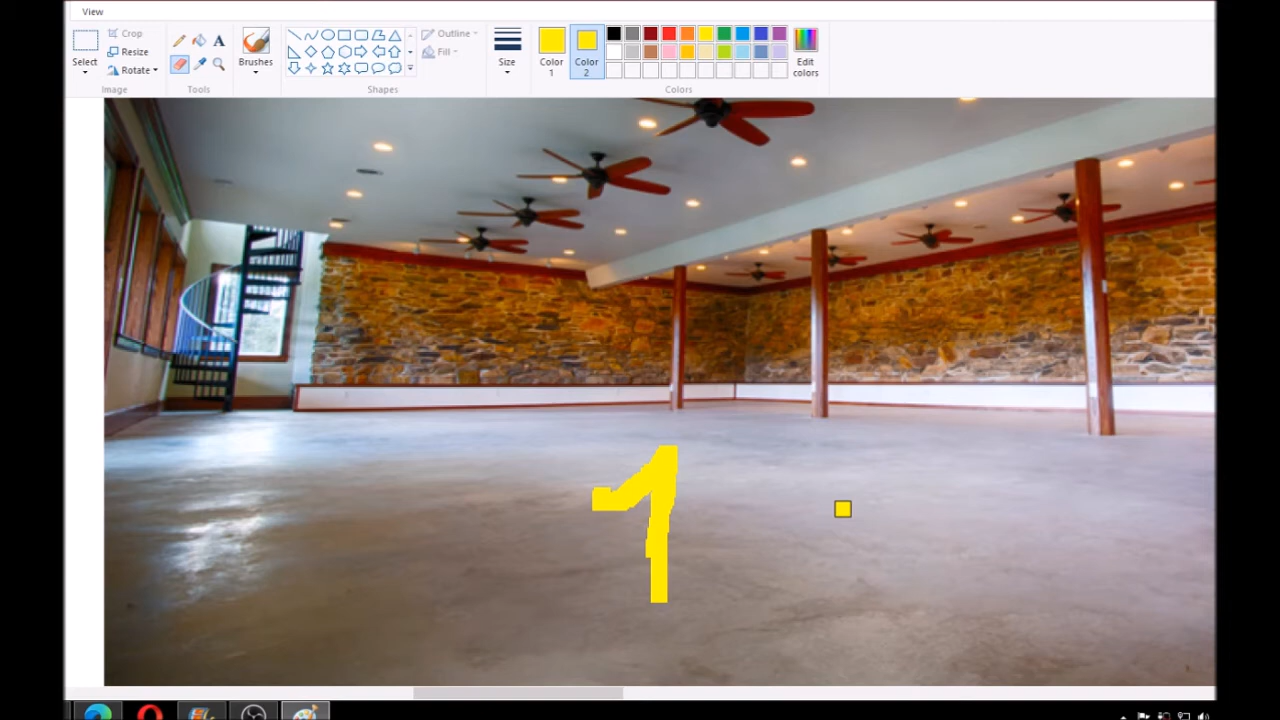 View
Crop
Resize
Rotate
Select
Image
Tools
Brushes
Shapes
Outline
Fill
Size
Color 1
Color 2
Edit colors
Colors
1